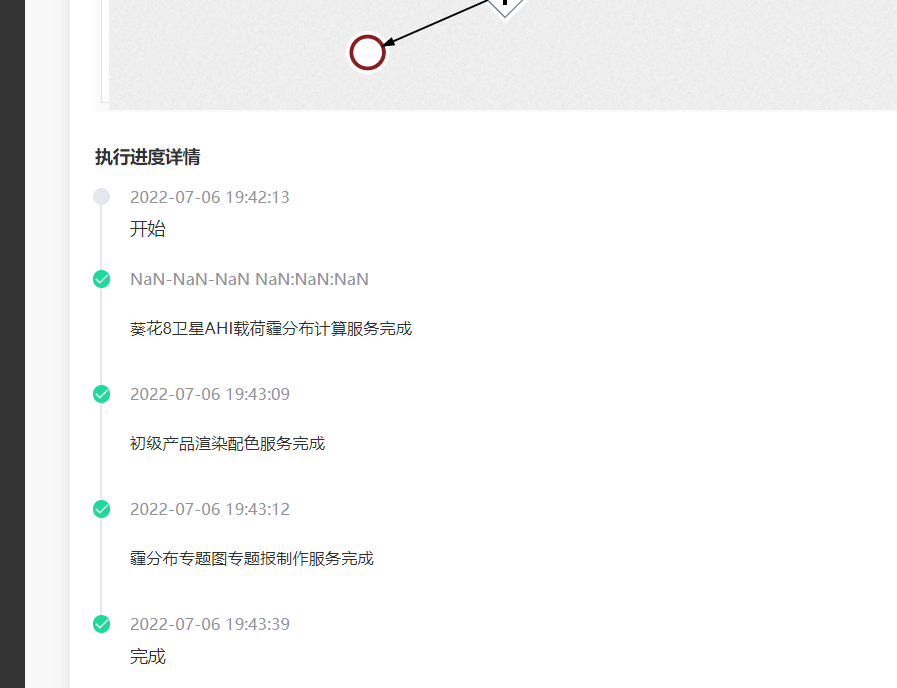 执行进度详情
2022-07-06 19:42:13
开始
NaN-NaN-NaN NaN:NaN:NaN
葵花8卫星AHI载荷霾分布计算服务完成
2022-07-06 19:43:09
初级产品渲染配色服务完成
2022-07-06 19:43:12
霾分布专题图专题报制作服务完成
2022-07-06 19:43:39
完成